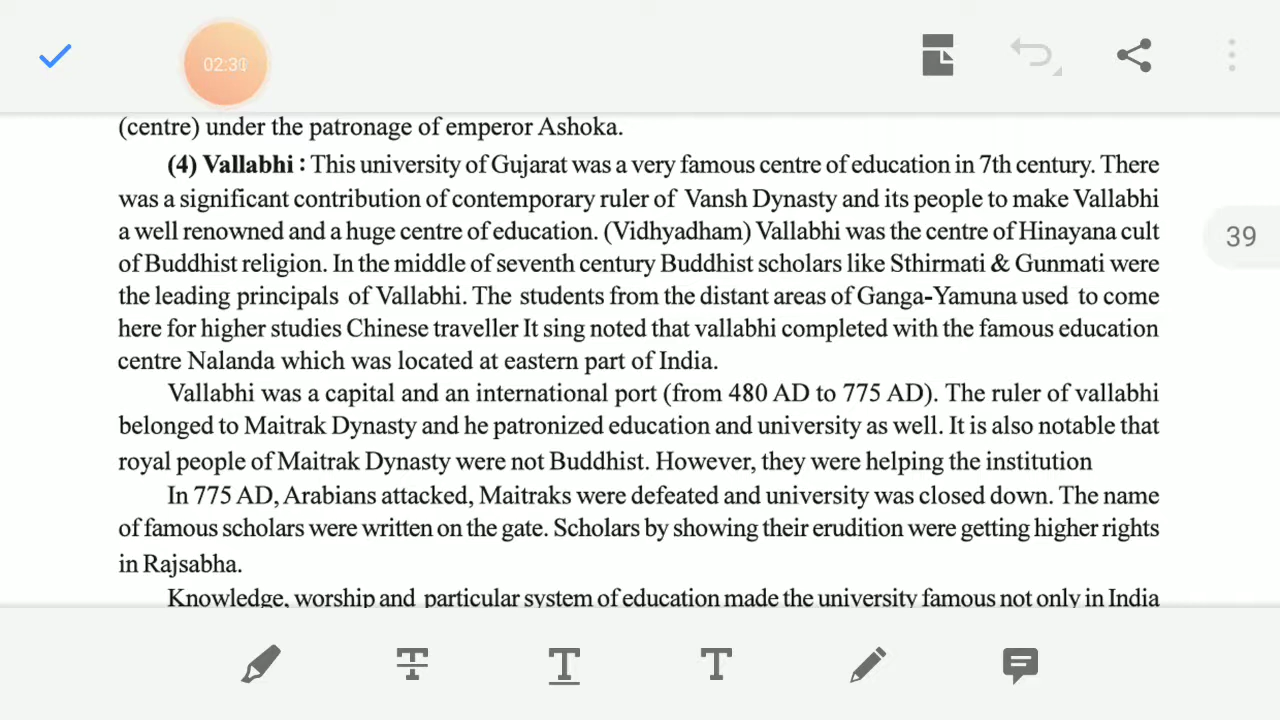 02:30
(centre) under the patronage of emperor Ashoka.
(4) Vallabhi : This university of Gujarat was a very famous centre of education in 7th century. There
was a significant contribution of contemporary ruler of Vansh Dynasty and its people to make Vallabhi
a well renowned and a huge centre of education. (Vidhyadham) Vallabhi was the centre of Hinayana cult
of Buddhist religion. In the middle of seventh century Buddhist scholars like Sthirmati & Gunmati were
the leading principals of Vallabhi. The students from the distant areas of Ganga-Yamuna used to come
here for higher studies Chinese traveller It sing noted that vallabhi completed with the famous education
centre Nalanda which was located at eastern part of India.
Vallabhi was a capital and an international port (from 480 AD to 775 AD). The ruler of vallabhi
belonged to Maitrak Dynasty and he patronized education and university as well. It is also notable that
royal people of Maitrak Dynasty were not Buddhist. However, they were helping the institution
In 775 AD, Arabians attacked, Maitraks were defeated and university was closed down. The name
of famous scholars were written on the gate. Scholars by showing their erudition were getting higher rights
in Rajsabha.
Knowledge, worship and particular system of education made the university famous not only in India
39